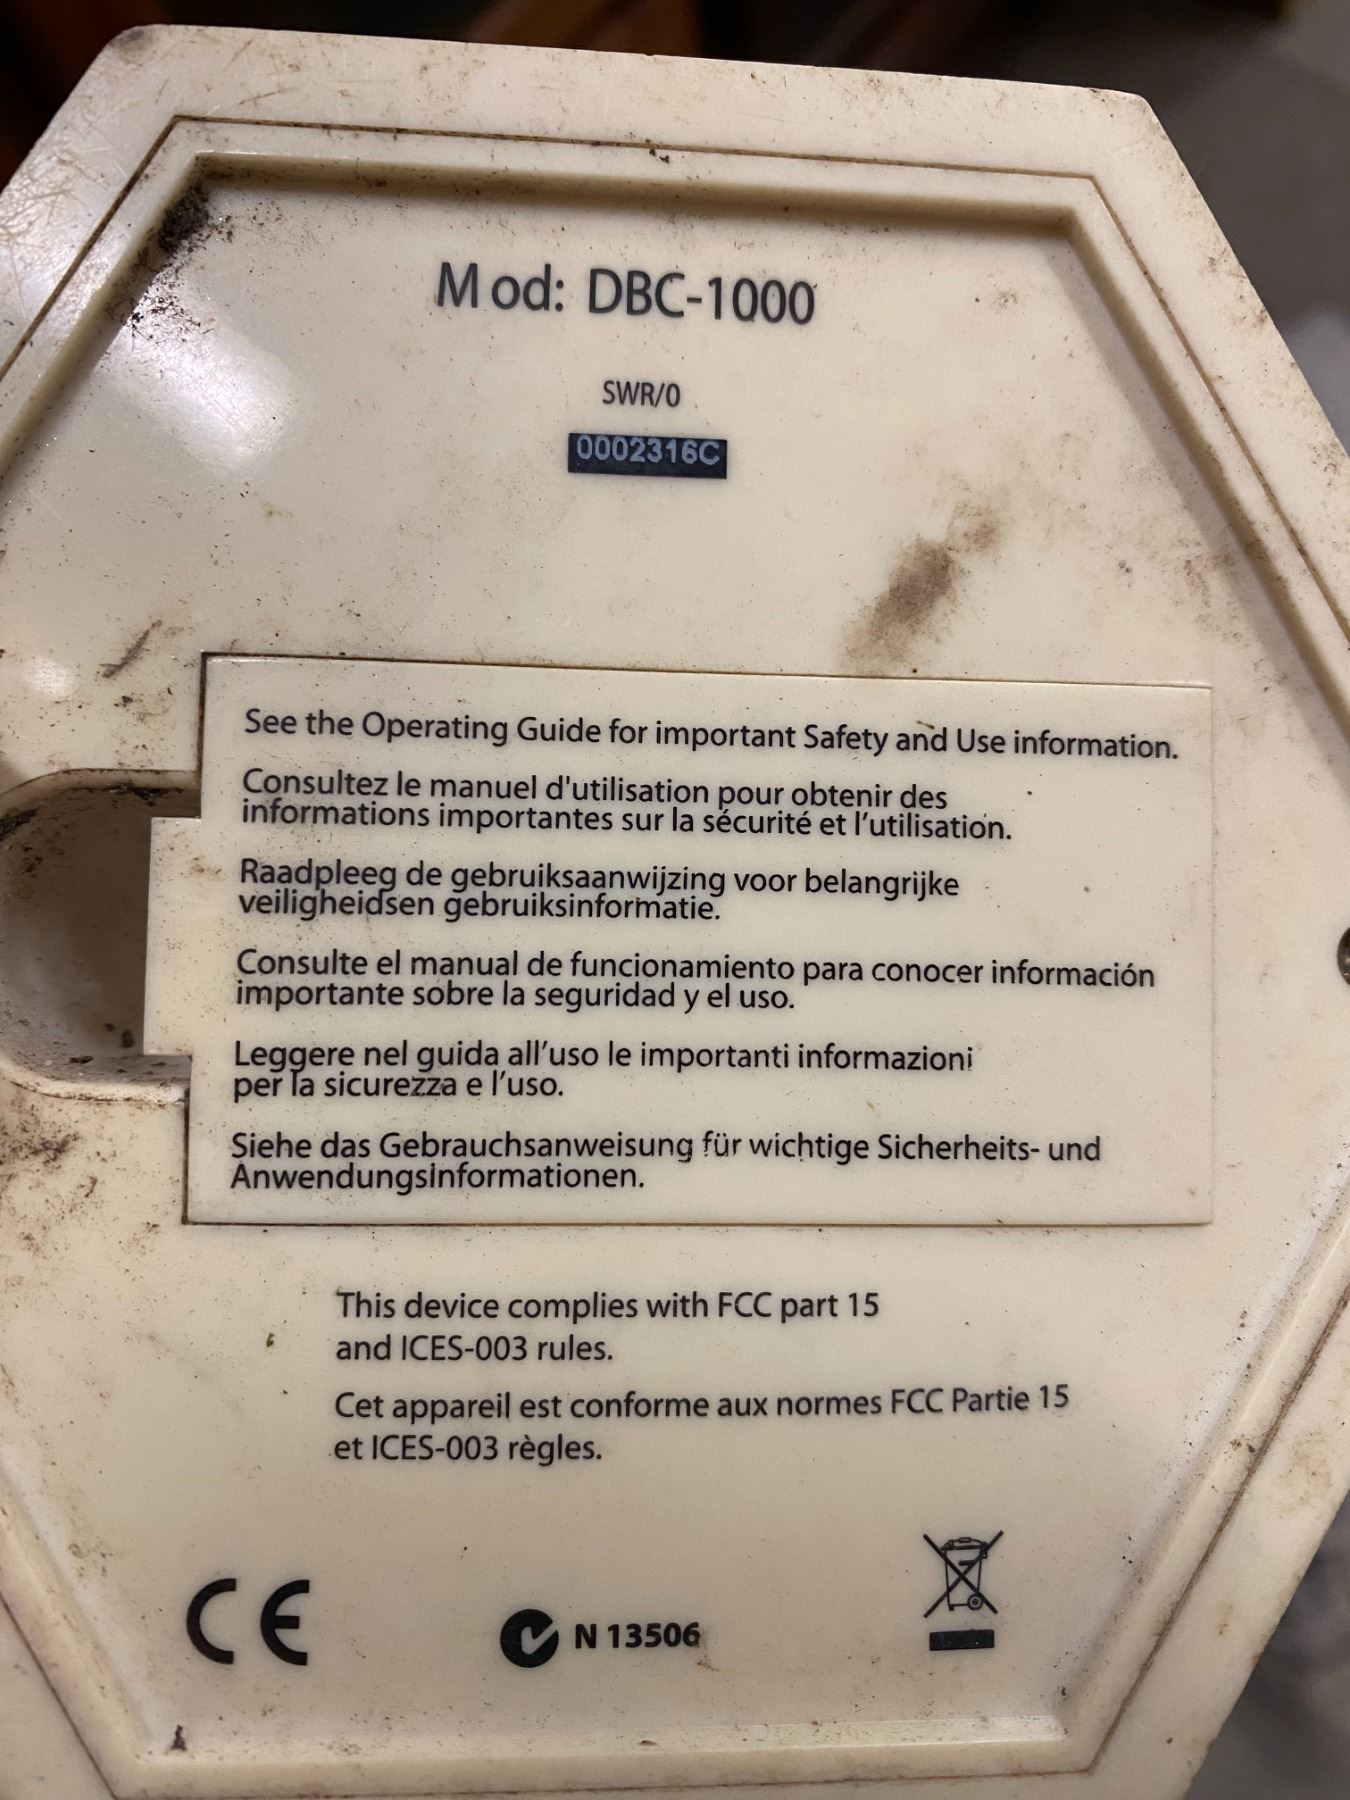 Mod: DBC-1000
SWR/0
0002316C
See the Operating Guide for important Safety and Use information.
Consultez le manuel d'utilisation pour obtenir des
informations importantes sur la sécurité et l'utilisation.
Raadpleeg de gebruiksaanwijzing voor belangrijke
veiligheidsen gebruiksinformatie.
Consulte el manual de funcionamiento para conocer información
importante sobre la seguridad y el uso.
Leggere nel guida all'uso le importanti informazioni
per la sicurezza e l'uso.
Siehe das Gebrauchsanweisung für wichtige Sicherheits- und
Anwendungsinformationen.
This device complies with FCC part 15
and ICES-003 rules.
Cet appareil est conforme aux normes FCC Partie 15
et ICES-003 règles.
CE
N 13506